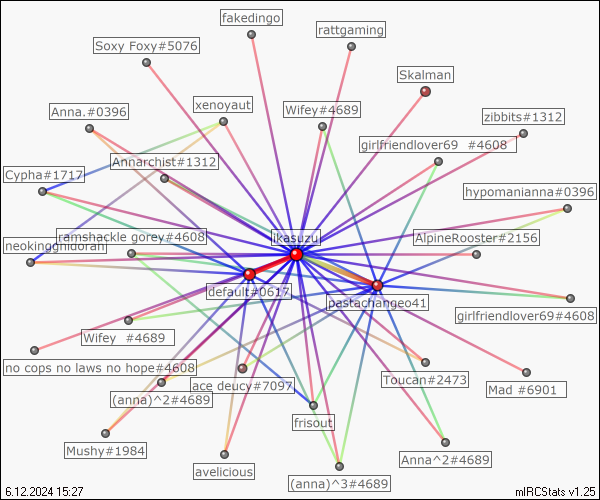 fakedingo
rattgaming
Soxy Foxy#5076
Skalman
xenoyaut
Anna.#0396
Wifey#4689
zibbits#1312
girlfriendlover69 #4608
Annarchist#1312
Cypha#1717
hypomanianna#0396
ikasuzu
ramshackle gorey#4608
AlpineRooster#2156
neokingghidorah
default#0617
pastachangeo41
girlfriendlover69#4608
Wifey #4689
no cops no laws no hope#4608
ace deucy#7097
Toucan#2473
Mad #6901
(anna)^2#4689
frisout
Mushy#1984
Anna^2#4689
avelicious
(anna)^3#4689
6.12.2024 15:27
mIRCStats v1.25